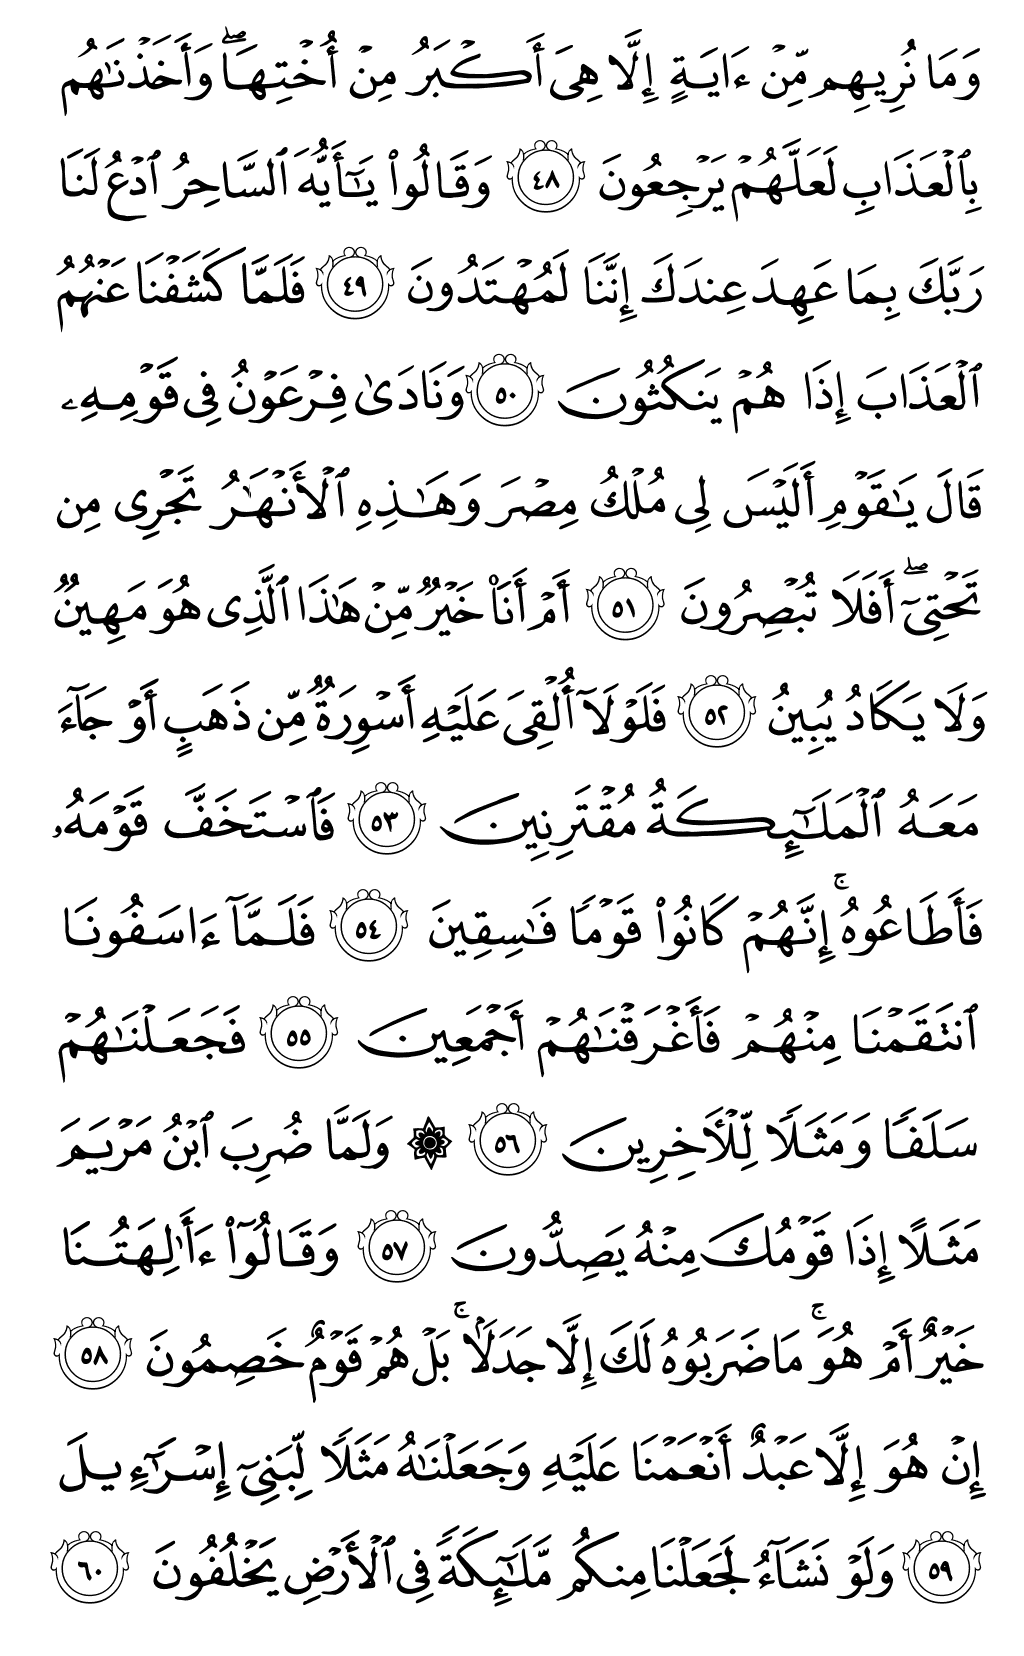 وَمَا نُرِيهِم مِّنْ ءَايَةٍ إِلَّا هِىَ أَكْبَرُ مِنْ أُخْتِهَا ۖ وَأَخَذْنَٰهُم
بِٱلْعَذَابِ لَعَلَّهُمْ يَرْجِعُونَ ٤٨ وَقَالُوا۟ يَٰٓأَيُّهَ ٱلسَّاحِرُ ٱدْعُ لَنَا
رَبَّكَ بِمَا عَهِدَ عِندَكَ إِنَّنَا لَمُهْتَدُونَ ٤٩ فَلَمَّا كَشَفْنَا عَنْهُمُ
ٱلْعَذَابَ إِذَا هُمْ يَنكُثُونَ ٥٠ وَنَادَىٰ فِرْعَوْنُ فِى قَوْمِهِۦ
قَالَ يَٰقَوْمِ أَلَيْسَ لِى مُلْكُ مِصْرَ وَهَٰذِهِ ٱلْأَنْهَٰرُ تَجْرِى مِن
تَحْتِىٓ ۖ أَفَلَا تُبْصِرُونَ ٥١ أَمْ أَنَا۠ خَيْرٌ مِّنْ هَٰذَا ٱلَّذِى هُوَ مَهِينٌ
وَلَا يَكَادُ يُبِينُ ٥٢ فَلَوْلَآ أُلْقِىَ عَلَيْهِ أَسْوِرَةٌ مِّن ذَهَبٍ أَوْ جَآءَ
مَعَهُ ٱلْمَلَٰٓئِكَةُ مُقْتَرِنِينَ ٥٣ فَٱسْتَخَفَّ قَوْمَهُۥ
فَأَطَاعُوهُ ۚ إِنَّهُمْ كَانُوا۟ قَوْمًا فَٰسِقِينَ ٥٤ فَلَمَّآ ءَاسَفُونَا
ٱنتَقَمْنَا مِنْهُمْ فَأَغْرَقْنَٰهُمْ أَجْمَعِينَ ٥٥ فَجَعَلْنَٰهُمْ
سَلَفًا وَمَثَلًا لِّلْءَاخِرِينَ ٥٦ ۞ وَلَمَّا ضُرِبَ ٱبْنُ مَرْيَمَ
مَثَلًا إِذَا قَوْمُكَ مِنْهُ يَصِدُّونَ ٥٧ وَقَالُوٓا۟ ءَأَٰلِهَتُنَا
خَيْرٌ أَمْ هُوَ ۚ مَا ضَرَبُوهُ لَكَ إِلَّا جَدَلًۢا ۚ بَلْ هُمْ قَوْمٌ خَصِمُونَ ٥٨
إِنْ هُوَ إِلَّا عَبْدٌ أَنْعَمْنَا عَلَيْهِ وَجَعَلْنَٰهُ مَثَلًا لِّبَنِىٓ إِسْرَٰٓءِيلَ
٥٩ وَلَوْ نَشَآءُ لَجَعَلْنَا مِنكُم مَّلَٰٓئِكَةً فِى ٱلْأَرْضِ يَخْلُفُونَ ٦٠